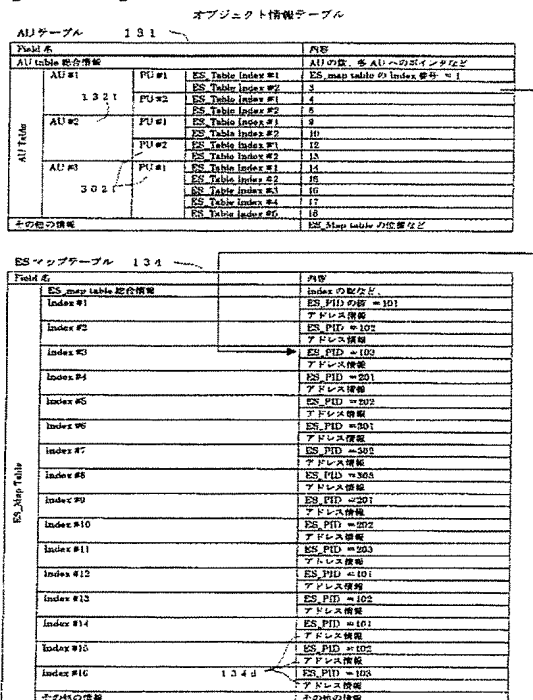 オブジェクト情報テーブル
AUテーブル 131
Field 名 内容
AU table 総合情報 AUの数、各AUへのポインタなど
AU #1 PU #1 ES_Table Index #1 ES_map table の Index 番号 = 1
ES_Table Index #2 3
1321 PU #2 ES_Table Index #1 4
ES_Table Index #2
AU #2 PU #1 ES_Table Index #1 9
ES_Table Index #2 10
PU #2 ES_Table Index #1 12
ES_Table Index #2 13
AU #3 PU #1 ES_Table Index #1 14
3021 ES_Table Index #2 15
ES_Table Index #3 16
ES_Table Index #4 17
ES_Table Index #5 18
AU Table
その他の情報 ES_Map table の位置など
ESマップテーブル 134
Field 名 内容
ES_map table 総合情報 index の数など、
Index #1 ES_PID の値 =101
アドレス情報
Index #2 ES_PID =102
アドレス情報
Index #3 ES_PID =103
アドレス情報
Index #4 ES_PID =201
アドレス情報
Index #5 ES_PID =202
アドレス情報
Index #6 ES_PID =301
アドレス情報
Index #7 ES_PID =302
アドレス情報
Index #8 ES_PID =303
アドレス情報
Index #9 ES_PID =201
アドレス情報
Index #10 ES_PID =202
アドレス情報
Index #11 ES_PID =203
アドレス情報
Index #12 ES_PID =101
アドレス情報
Index #13 ES_PID =102
アドレス情報
Index #14 ES_PID =101
アドレス情報
Index #15 ES_PID =102
アドレス情報
Index #16 134d ES_PID =103
アドレス情報
ES_Map Table
その他の情報 その他の情報